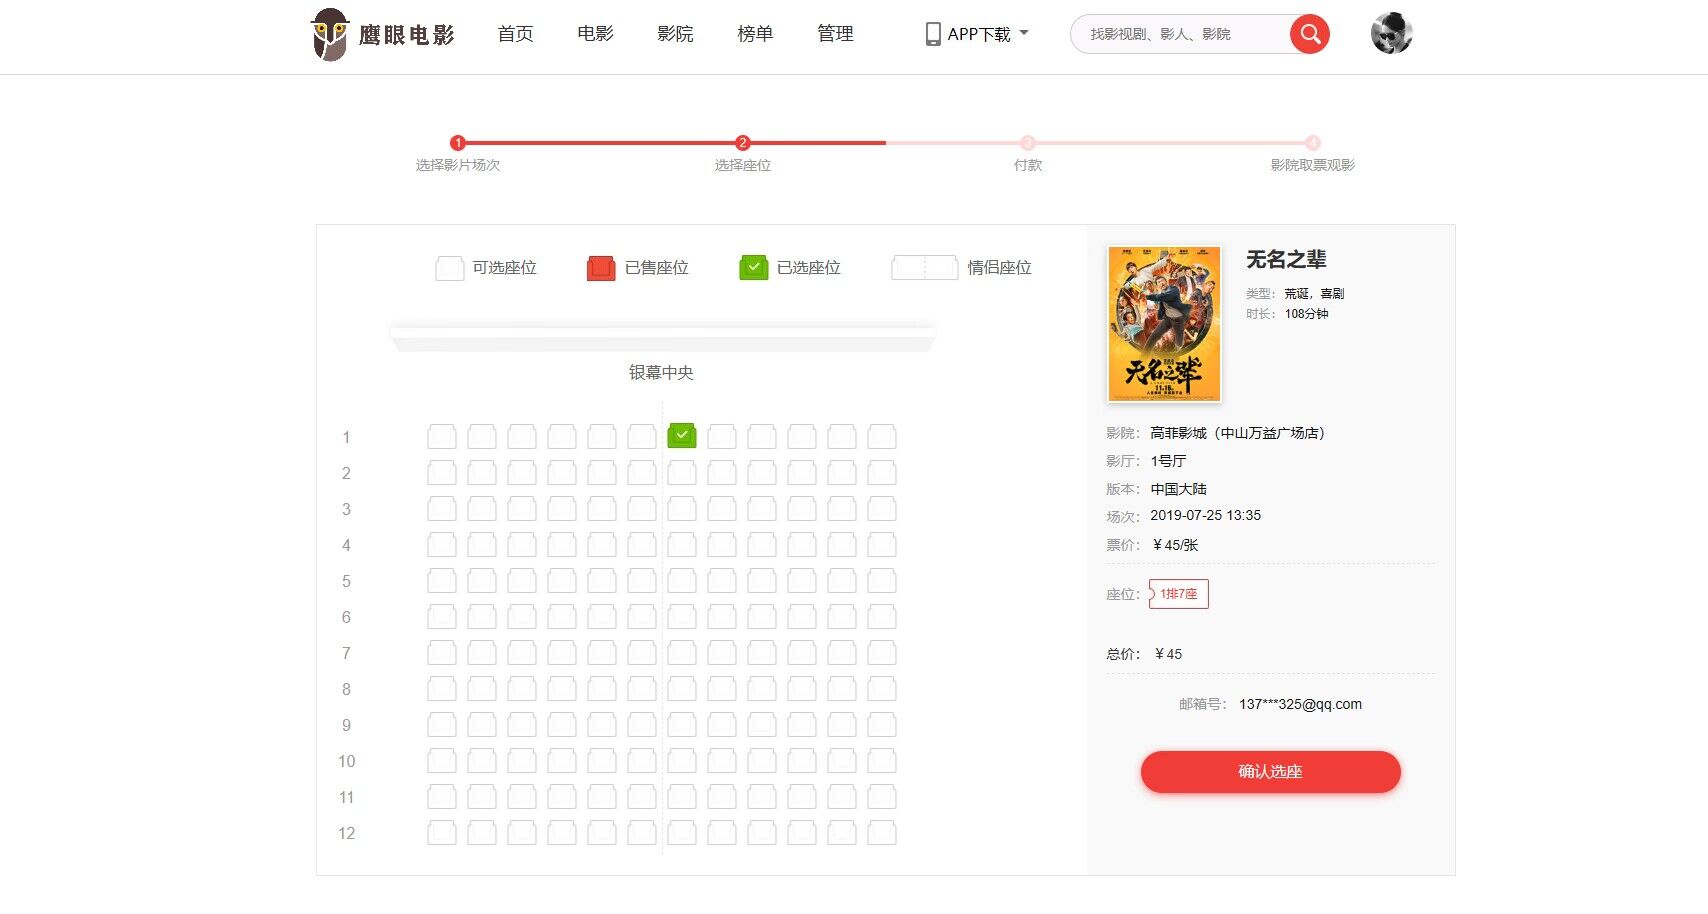 鹰眼电影 首页 电影 影院 榜单 管理 APP下载 找影视剧、影人、影院
1 2 3 4
选择影片场次 选择座位 付款 影院取票观影
可选座位 已售座位 已选座位 情侣座位
银幕中央
1
2
3
4
5
6
7
8
9
10
11
12
无名之辈
11.16
无名之辈
类型： 荒诞，喜剧
时长： 108分钟
影院： 高菲影城（中山万益广场店）
影厅： 1号厅
版本： 中国大陆
场次： 2019-07-25 13:35
票价： ￥45/张
座位： 1排7座
总价： ￥45
邮箱号： 137***325@qq.com
确认选座